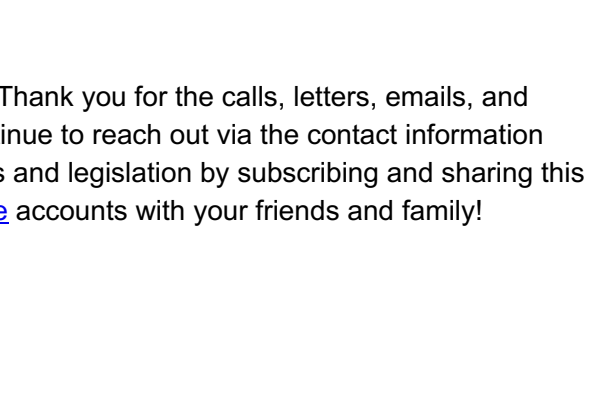 Thank you for the calls, letters, emails, and
inue to reach out via the contact information
s and legislation by subscribing and sharing this
e accounts with your friends and family!